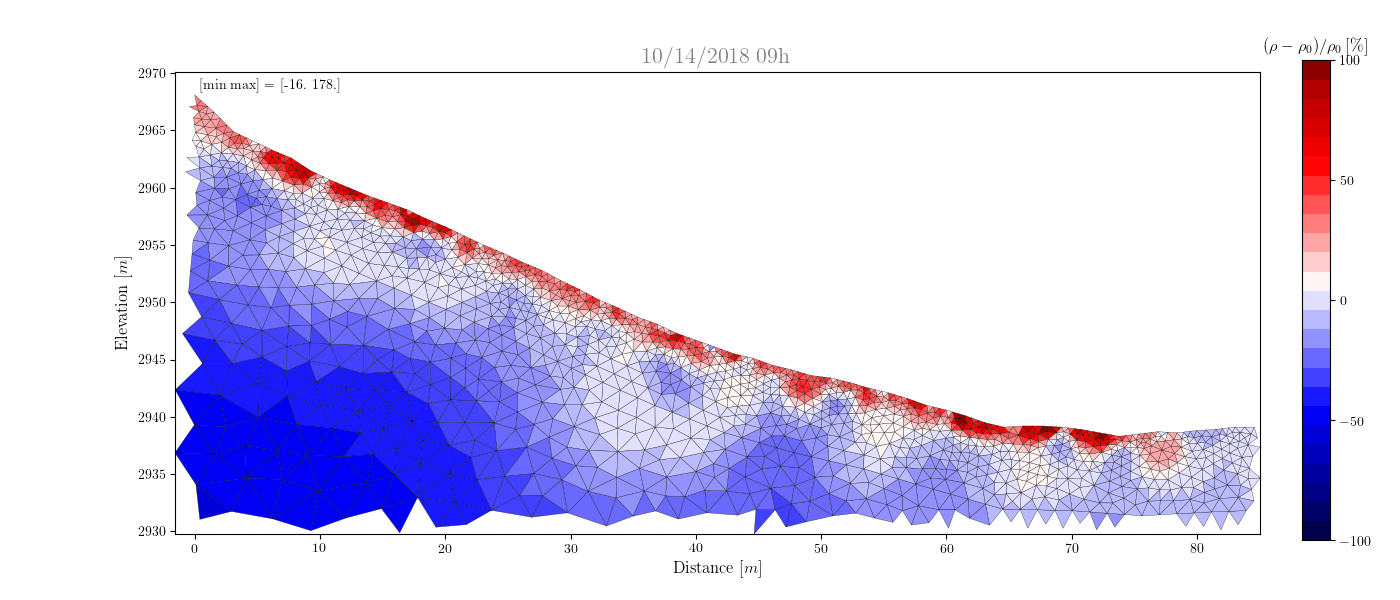 10/14/2018 09h
(ρ − ρ₀)/ρ₀ [%]
[min max] = [-16. 178.]
2970
2965
2960
2955
2950
2945
2940
2935
2930
Elevation [m]
0 10 20 30 40 50 60 70 80
Distance [m]
100
50
0
−50
−100